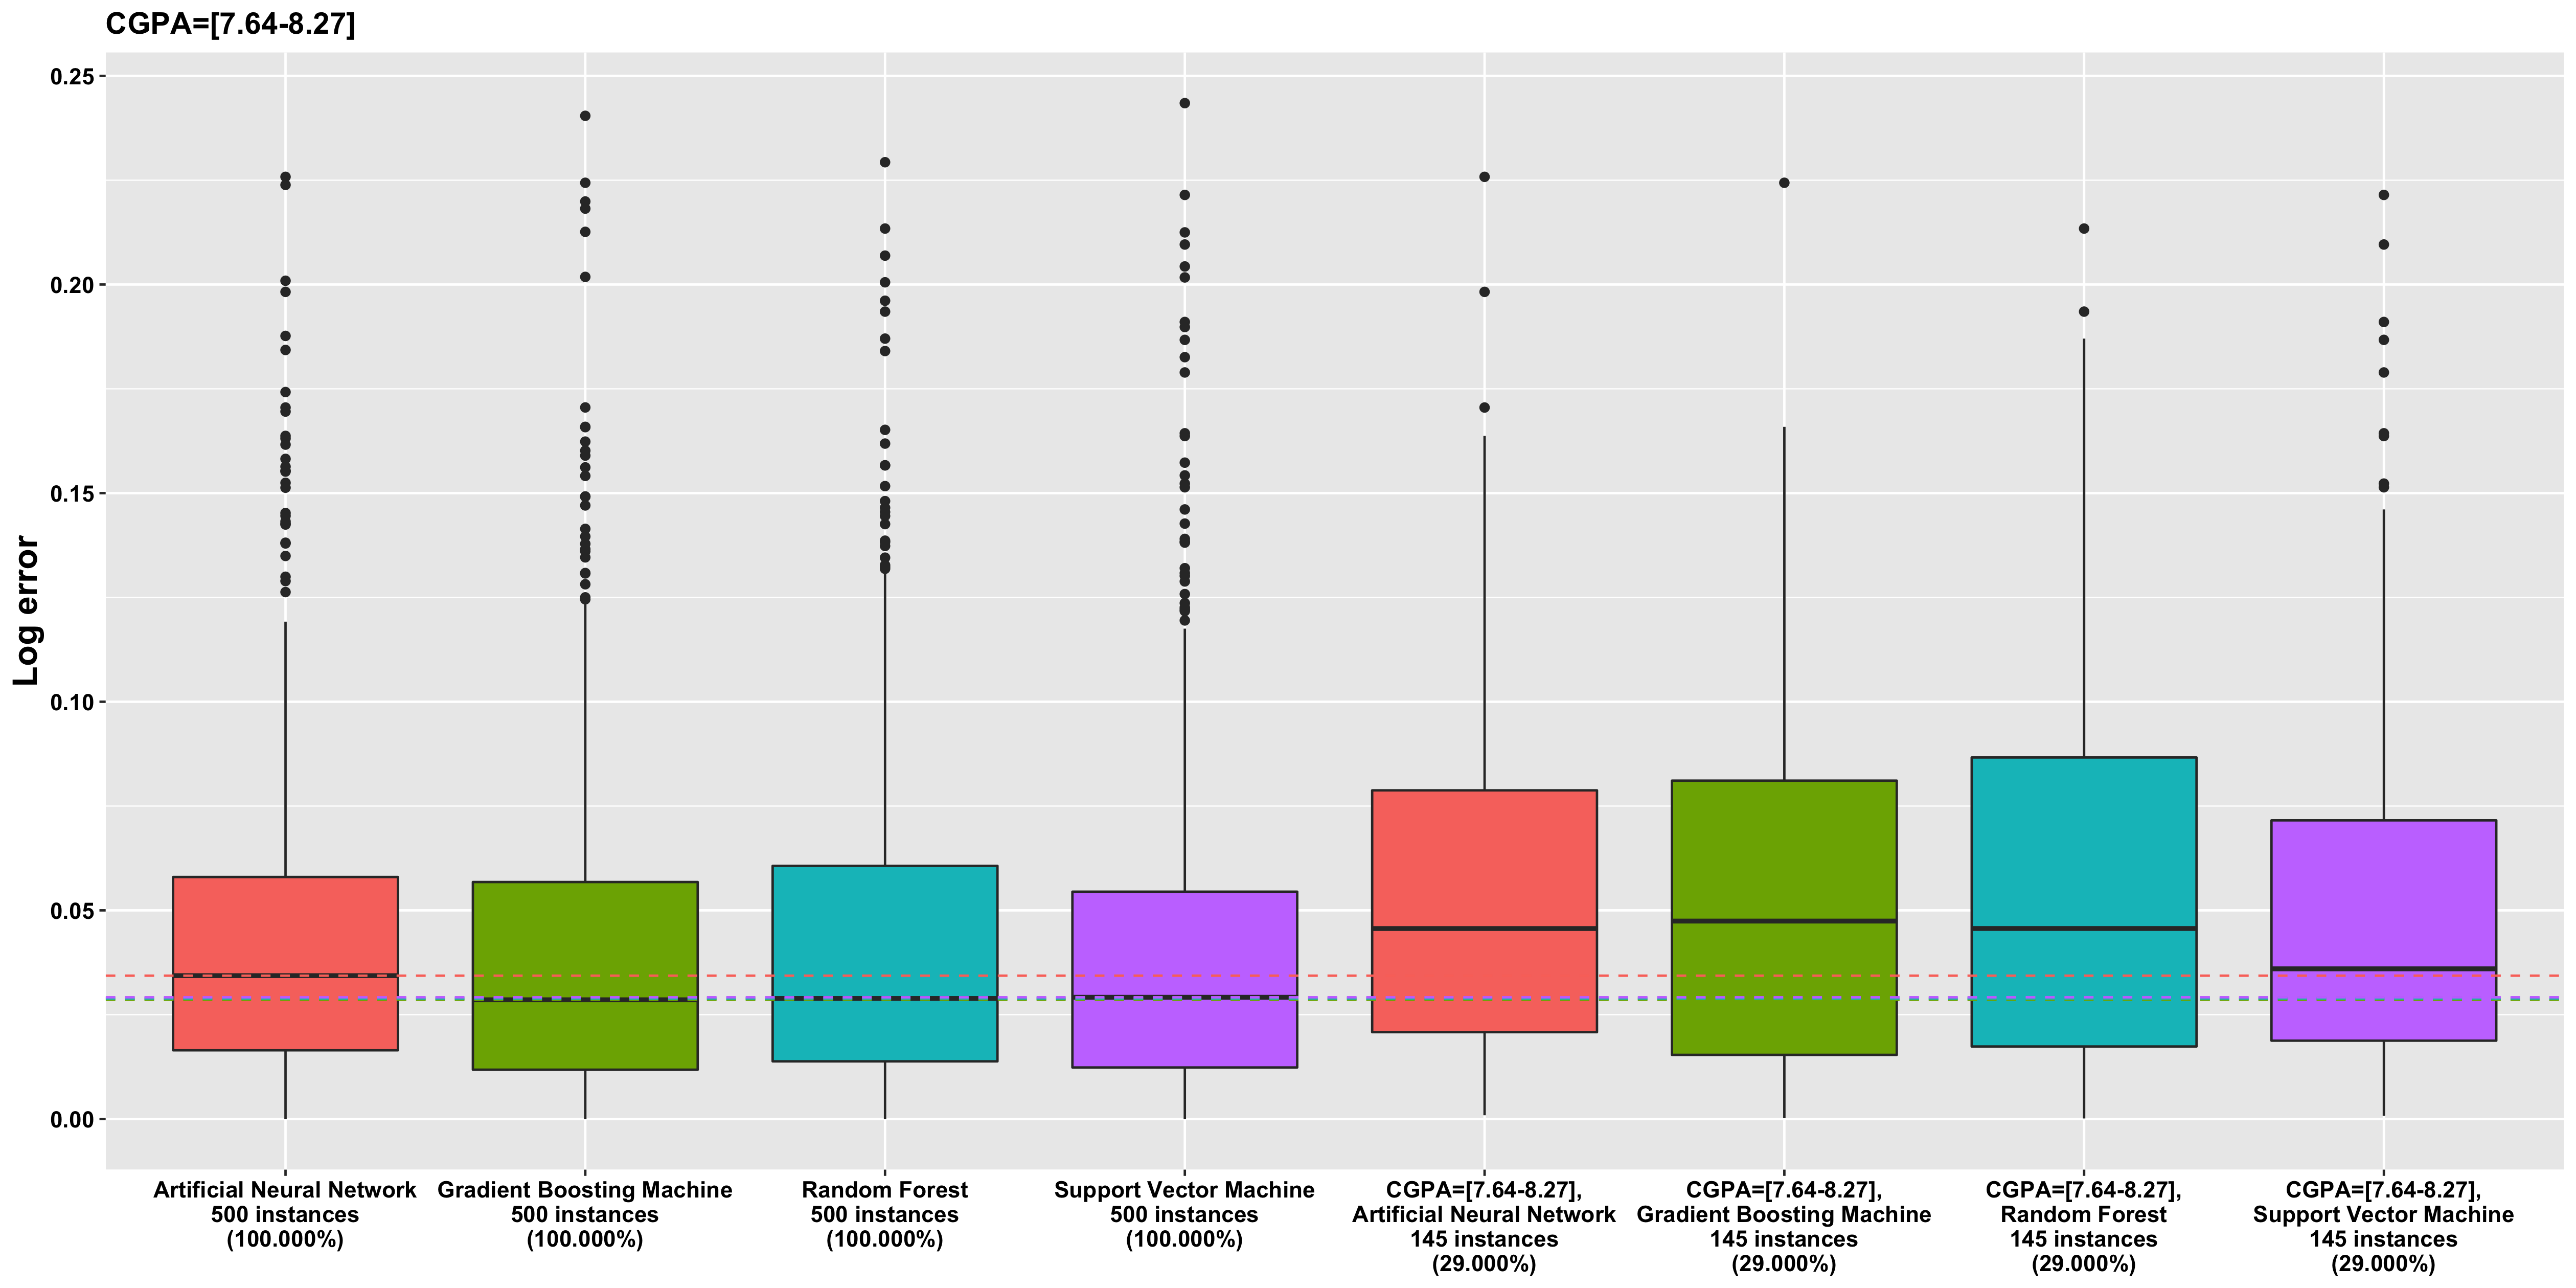 CGPA=[7.64-8.27]
Log error
0.25
0.20
0.15
0.10
0.05
0.00
Artificial Neural Network
500 instances
(100.000%)
Gradient Boosting Machine
500 instances
(100.000%)
Random Forest
500 instances
(100.000%)
Support Vector Machine
500 instances
(100.000%)
CGPA=[7.64-8.27],
Artificial Neural Network
145 instances
(29.000%)
CGPA=[7.64-8.27],
Gradient Boosting Machine
145 instances
(29.000%)
CGPA=[7.64-8.27],
Random Forest
145 instances
(29.000%)
CGPA=[7.64-8.27],
Support Vector Machine
145 instances
(29.000%)